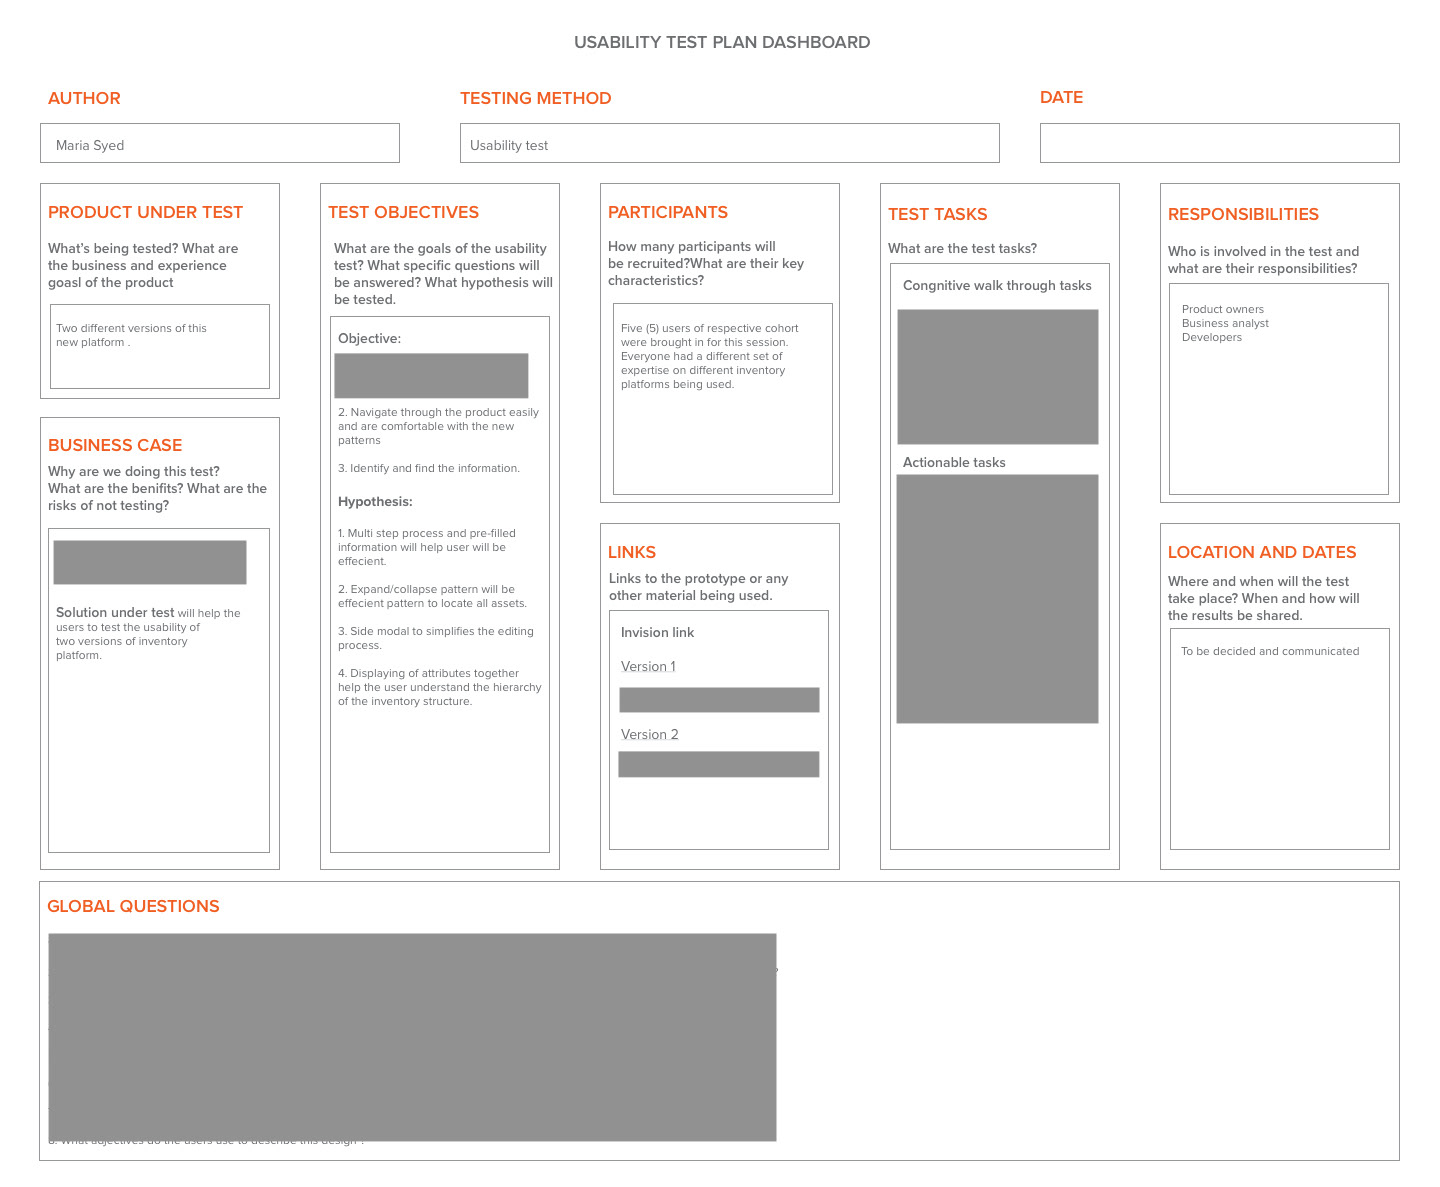 USABILITY TEST PLAN DASHBOARD
AUTHOR
Maria Syed
TESTING METHOD
Usability test
DATE
PRODUCT UNDER TEST
What's being tested? What are
the business and experience
goasl of the product
Two different versions of this
new platform .
BUSINESS CASE
Why are we doing this test?
What are the benifits? What are the
risks of not testing?
Solution under test will help the
users to test the usability of
two versions of inventory
platform.
TEST OBJECTIVES
What are the goals of the usability
test? What specific questions will
be answered? What hypothesis will
be tested.
Objective:
2. Navigate through the product easily
and are comfortable with the new
patterns
3. Identify and find the information.
Hypothesis:
1. Multi step process and pre-filled
information will help user will be
effecient.
2. Expand/collapse pattern will be
effecient pattern to locate all assets.
3. Side modal to simplifies the editing
process.
4. Displaying of attributes together
help the user understand the hierarchy
of the inventory structure.
PARTICIPANTS
How many participants will
be recruited?What are their key
characteristics?
Five (5) users of respective cohort
were brought in for this session.
Everyone had a different set of
expertise on different inventory
platforms being used.
LINKS
Links to the prototype or any
other material being used.
Invision link
Version 1
Version 2
TEST TASKS
What are the test tasks?
Congnitive walk through tasks
Actionable tasks
RESPONSIBILITIES
Who is involved in the test and
what are their responsibilities?
Product owners
Business analyst
Developers
LOCATION AND DATES
Where and when will the test
take place? When and how will
the results be shared.
To be decided and communicated
GLOBAL QUESTIONS
What adjectives do the users use to describe this design ?